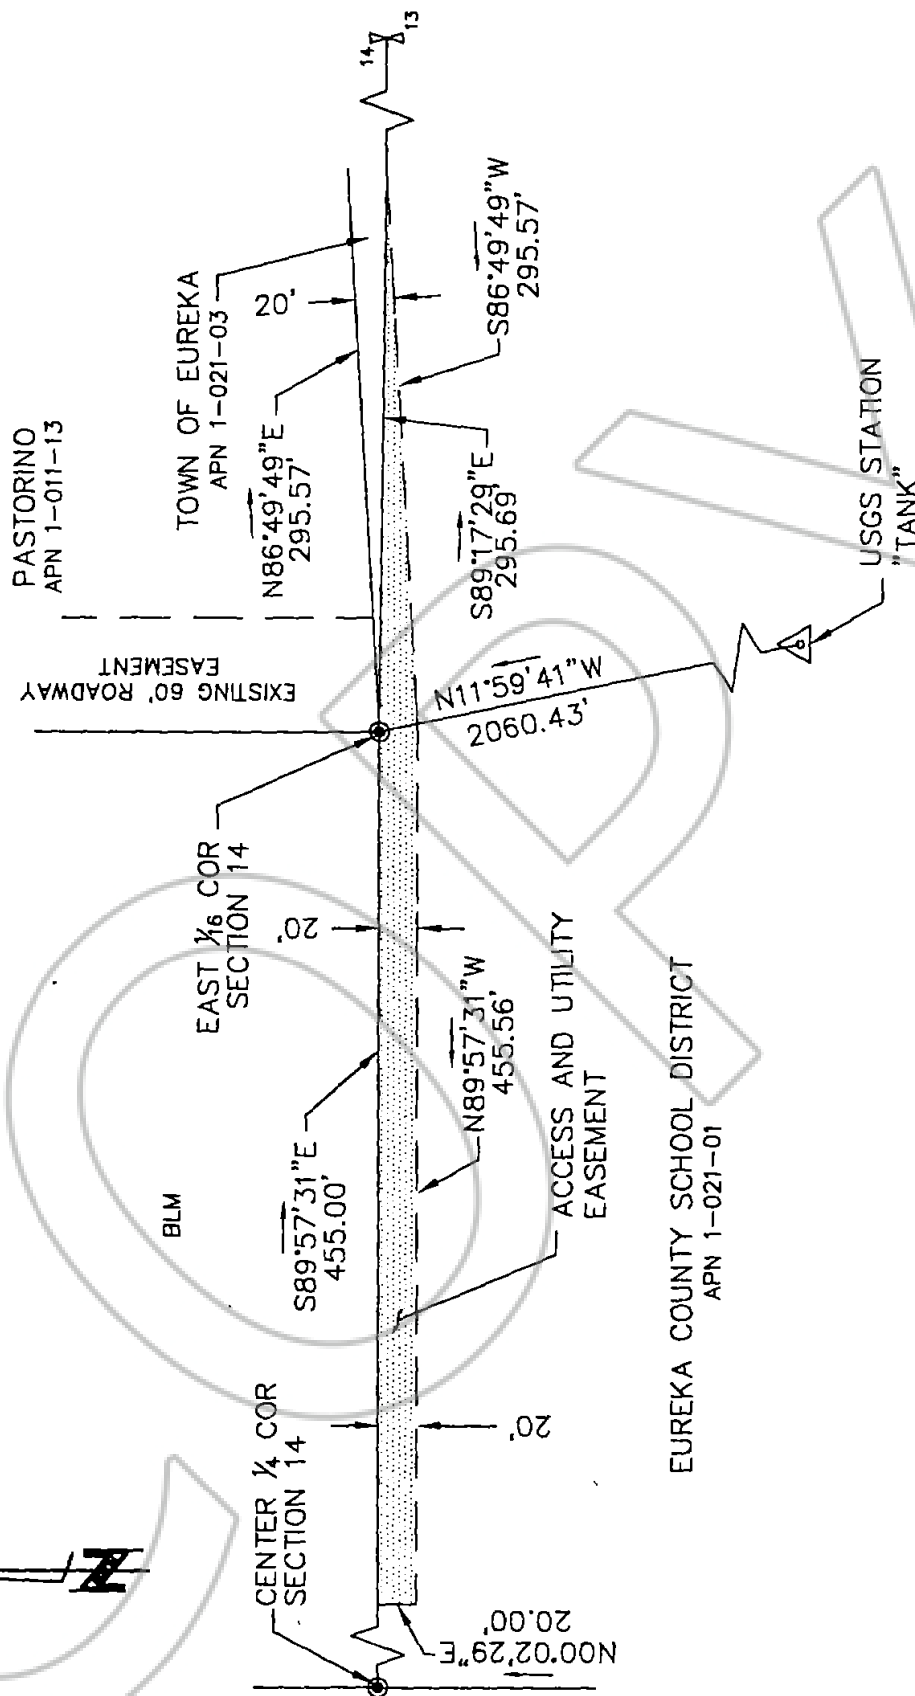 PASTORINO
APN 1-011-13
EXISTING 60' ROADWAY
EASEMENT
TOWN OF EUREKA
APN 1-021-03
20'
N86°49'49"E
295.57'
14
13
S86°49'49"W
295.57'
S89°17'29"E
295.69'
N11°59'41"W
2060.43'
USGS STATION
"TANK"
EAST 1/16 COR
SECTION 14
20'
BLM
S89°57'31"E
455.00'
N89°57'31"W
455.56'
ACCESS AND UTILITY
EASEMENT
EUREKA COUNTY SCHOOL DISTRICT
APN 1-021-01
CENTER 1/4 COR
SECTION 14
20'
N00°02'29"E
20.00'
N
COPY